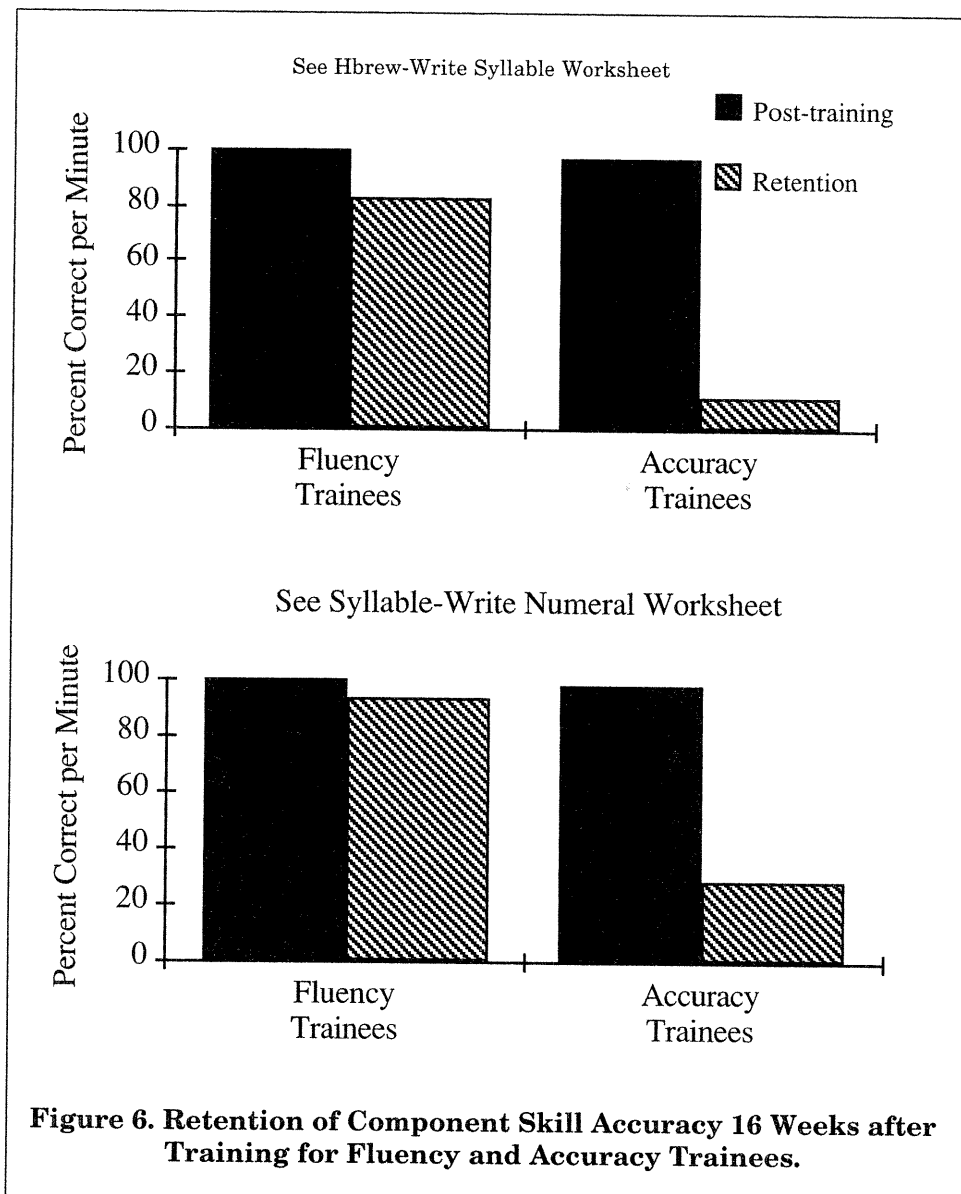 See Hbrew-Write Syllable Worksheet
Post-training
Retention
Percent Correct per Minute
100
80
60
40
20
0
Fluency
Trainees
Accuracy
Trainees
See Syllable-Write Numeral Worksheet
Percent Correct per Minute
100
80
60
40
20
0
Fluency
Trainees
Accuracy
Trainees
Figure 6. Retention of Component Skill Accuracy 16 Weeks after
Training for Fluency and Accuracy Trainees.